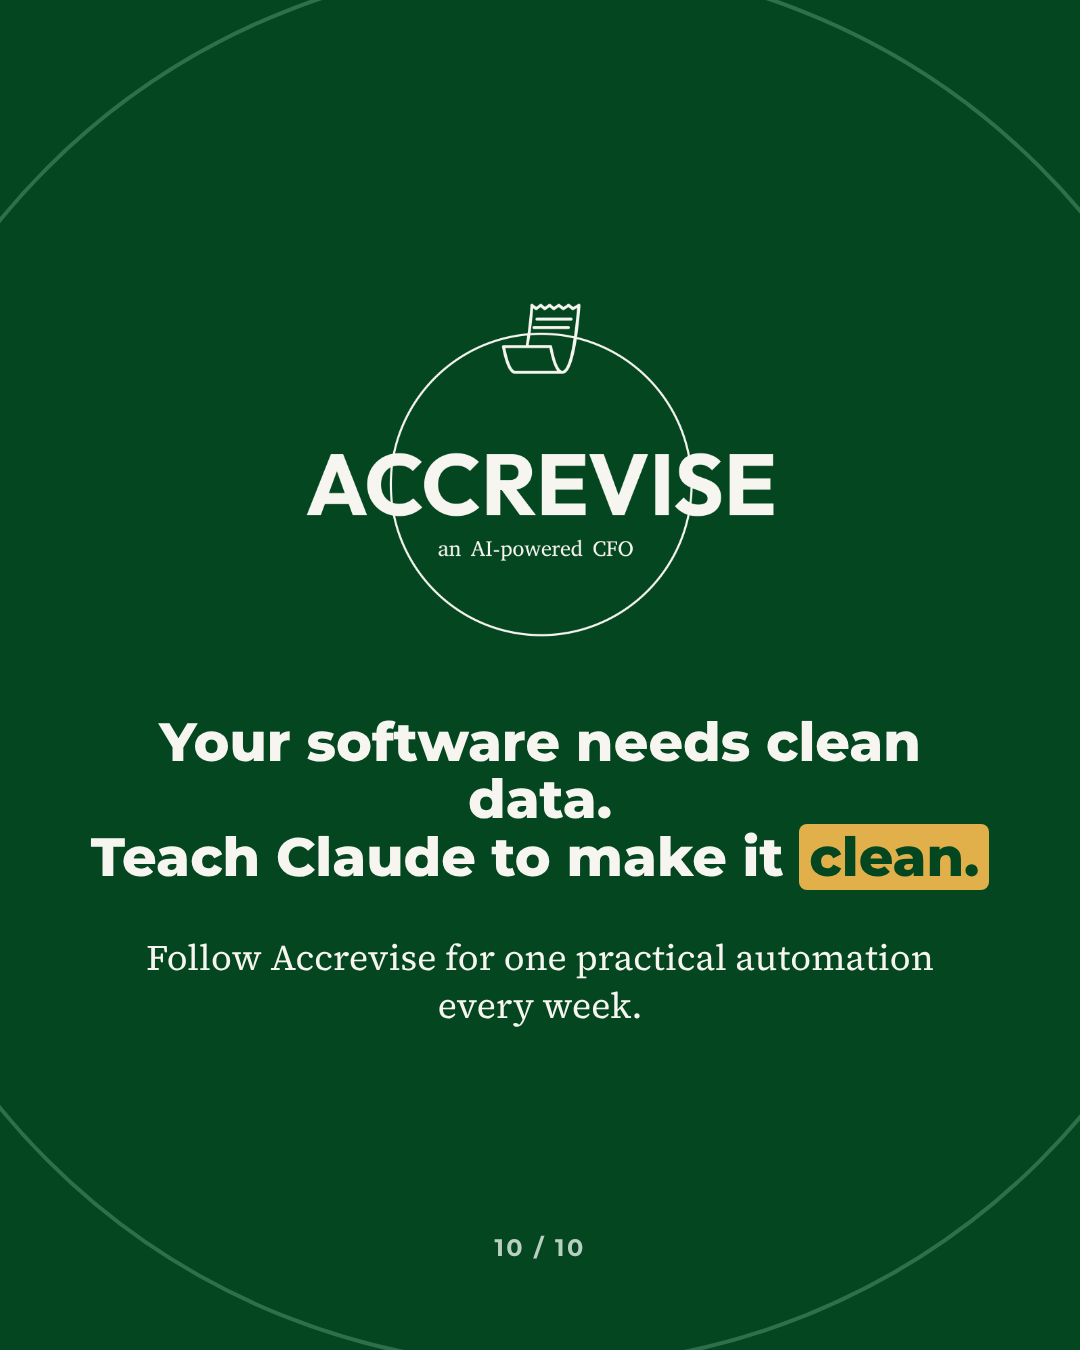 ACCREVISE
an AI-powered CFO
Your software needs clean
data.
Teach Claude to make it clean.
Follow Accrevise for one practical automation
every week.
10 / 10